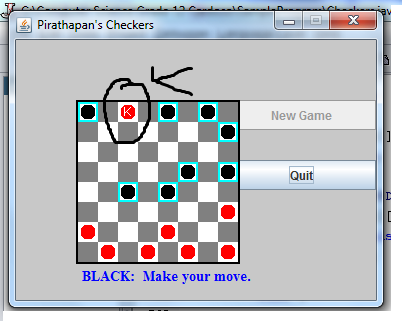 Pirathapan's Checkers
K
New Game
Quit
BLACK: Make your move.